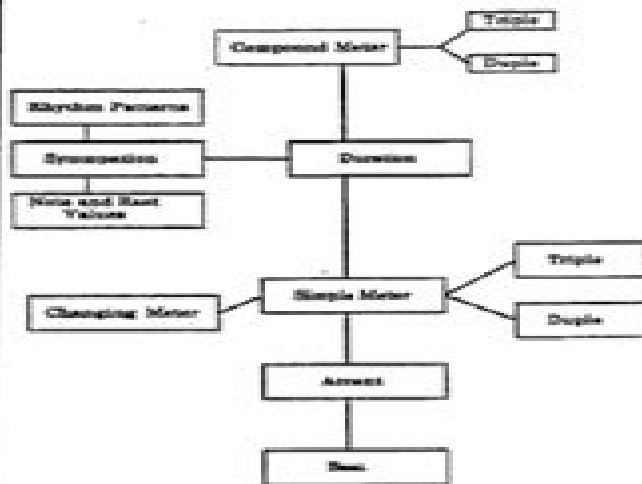 Triple
Compound Meter
Duple
Rhythm Patterns
Syncopation
Duration
Note and Rest
Values
Triple
Simple Meter
Changing Meter
Duple
Accent
Beat